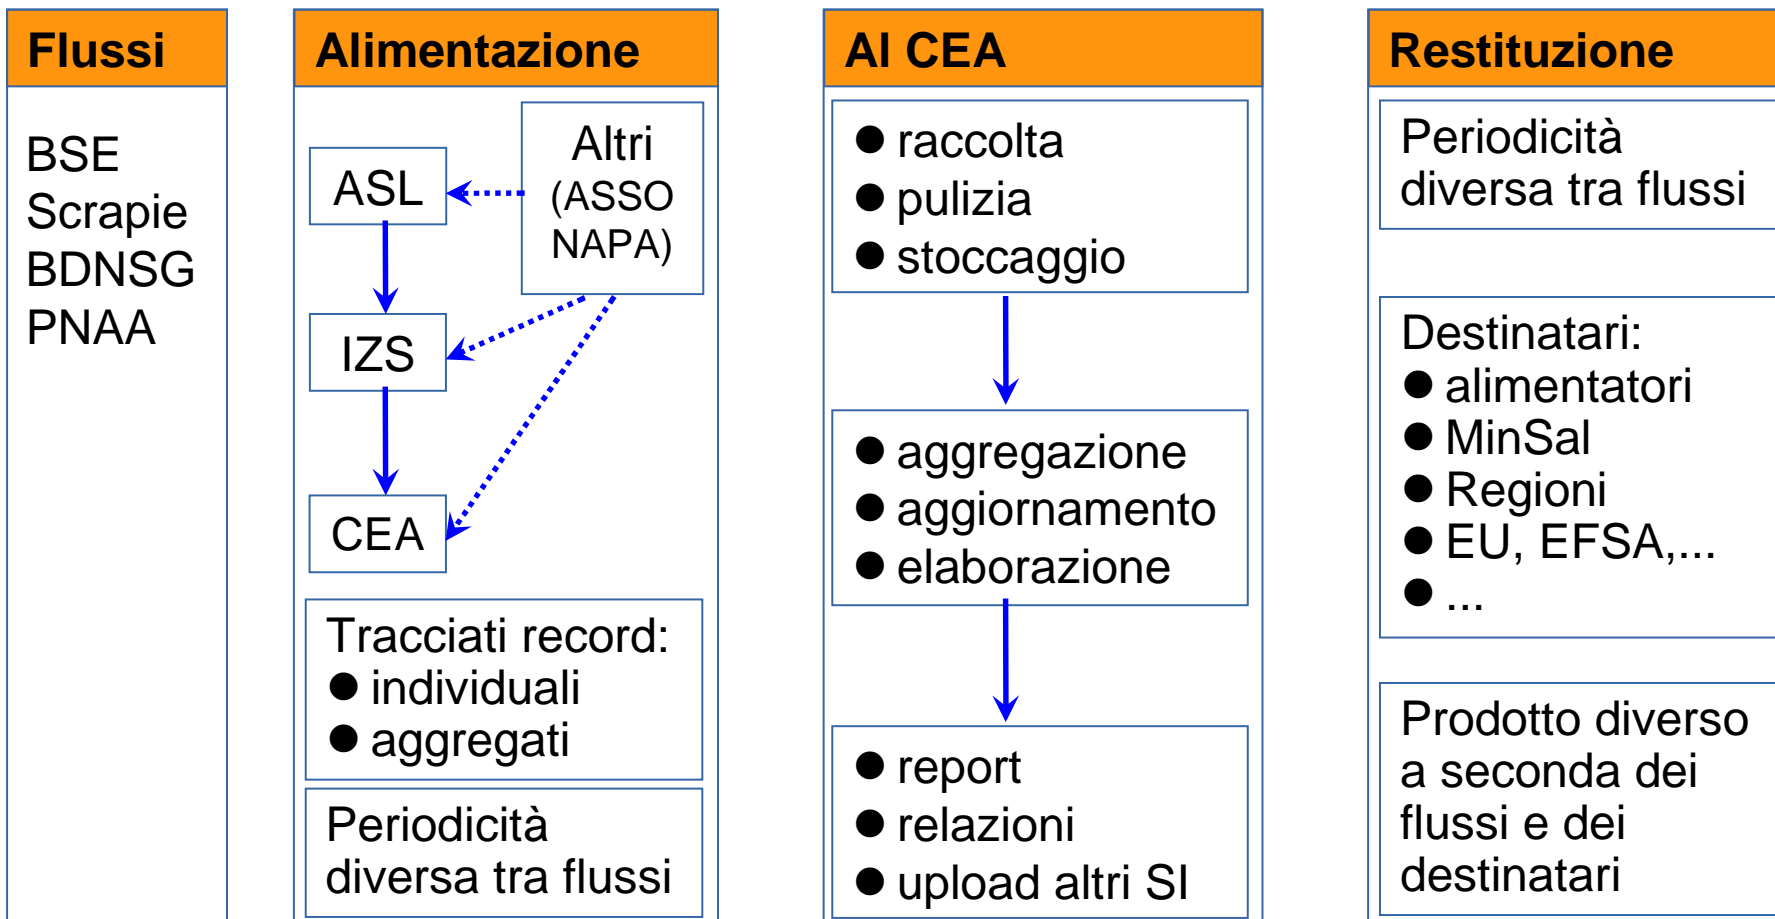 Flussi
BSE
Scrapie
BDNSG
PNAA
Alimentazione
ASL
Altri
(ASSO
NAPA)
IZS
CEA
Tracciati record:
● individuali
● aggregati
Periodicità
diversa tra flussi
Al CEA
● raccolta
● pulizia
● stoccaggio
● aggregazione
● aggiornamento
● elaborazione
● report
● relazioni
● upload altri SI
Restituzione
Periodicità
diversa tra flussi
Destinatari:
● alimentatori
● MinSal
● Regioni
● EU, EFSA,...
● ...
Prodotto diverso
a seconda dei
flussi e dei
destinatari